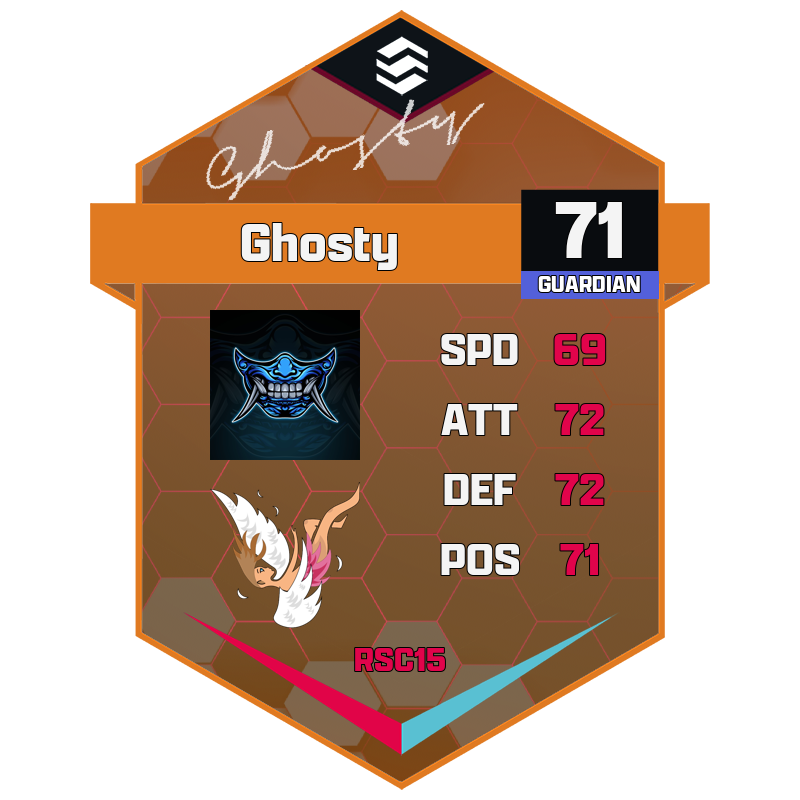 Ghosty
Ghosty
71
GUARDIAN
SPD 69
ATT 72
DEF 72
POS 71
RSC15